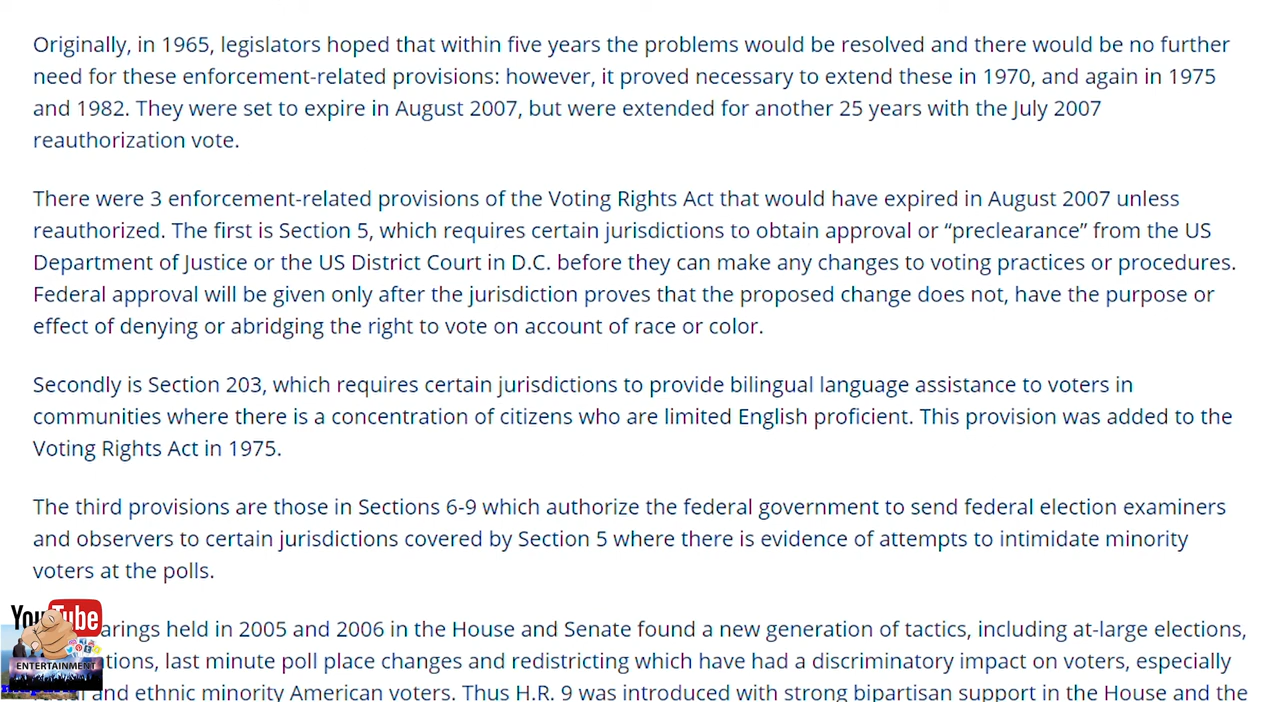 Originally, in 1965, legislators hoped that within five years the problems would be resolved and there would be no further
need for these enforcement-related provisions: however, it proved necessary to extend these in 1970, and again in 1975
and 1982. They were set to expire in August 2007, but were extended for another 25 years with the July 2007
reauthorization vote.
There were 3 enforcement-related provisions of the Voting Rights Act that would have expired in August 2007 unless
reauthorized. The first is Section 5, which requires certain jurisdictions to obtain approval or “preclearance” from the US
Department of Justice or the US District Court in D.C. before they can make any changes to voting practices or procedures.
Federal approval will be given only after the jurisdiction proves that the proposed change does not, have the purpose or
effect of denying or abridging the right to vote on account of race or color.
Secondly is Section 203, which requires certain jurisdictions to provide bilingual language assistance to voters in
communities where there is a concentration of citizens who are limited English proficient. This provision was added to the
Voting Rights Act in 1975.
The third provisions are those in Sections 6-9 which authorize the federal government to send federal election examiners
and observers to certain jurisdictions covered by Section 5 where there is evidence of attempts to intimidate minority
voters at the polls.
arings held in 2005 and 2006 in the House and Senate found a new generation of tactics, including at-large elections,
tions, last minute poll place changes and redistricting which have had a discriminatory impact on voters, especially
and ethnic minority American voters. Thus H.R. 9 was introduced with strong bipartisan support in the House and the
YouTube
ENTERTAINMENT